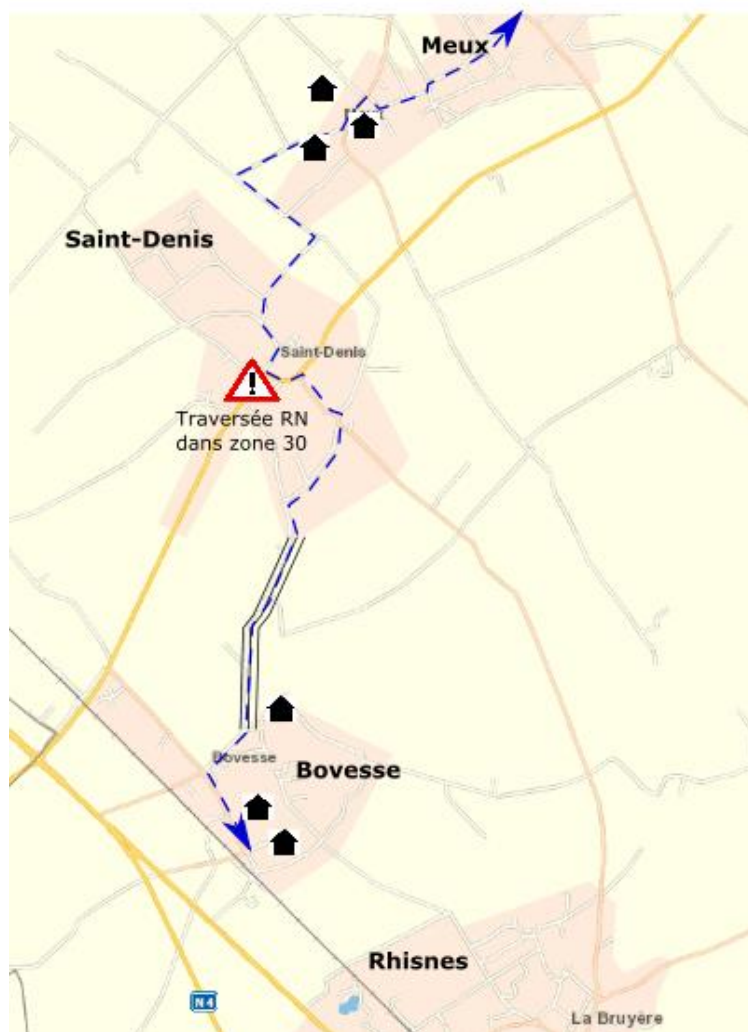 Meux
Saint-Denis
Saint-Denis
!
Traversée RN
dans zone 30
Bovesse
Bovesse
Rhisnes
N4
La Bruyère